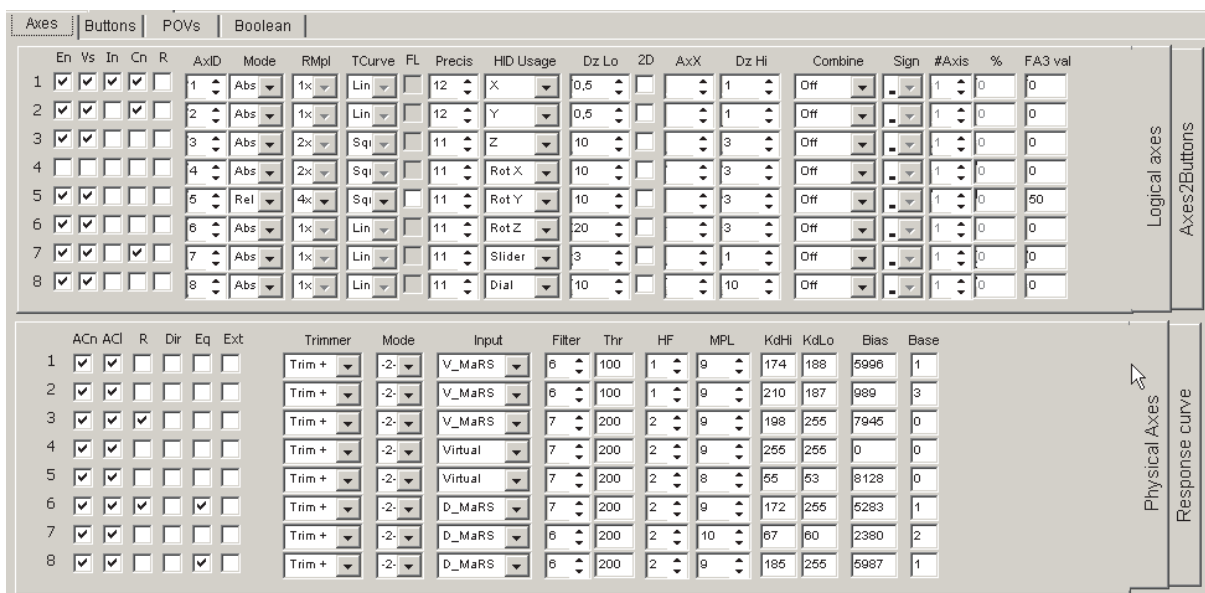 Axes Buttons POVs Boolean
En Vs In Cn R AxID Mode RMpl TCurve FL Precis HID Usage Dz Lo 2D AxX Dz Hi Combine Sign #Axis % FA3 val
1 1 Abs 1x Lin 12 X 0,5 1 Off - 1 0 0
2 2 Abs 1x Lin 12 Y 0,5 1 Off - 1 0 0
3 3 Abs 2x Sqr 11 Z 10 3 Off - 1 0 0
4 4 Abs 2x Sqr 11 Rot X 10 3 Off - 1 0 0
5 5 Rel 4x Sqr 11 Rot Y 10 3 Off - 1 0 50
6 6 Abs 1x Lin 11 Rot Z 20 3 Off - 1 0 0
7 7 Abs 1x Lin 11 Slider 3 1 Off - 1 0 0
8 8 Abs 1x Lin 11 Dial 10 10 Off - 1 0 0
Logical axes
Axes2Buttons
ACn ACl R Dir Eq Ext Trimmer Mode Input Filter Thr HF MPL KdHi KdLo Bias Base
1 Trim + -2- V_MaRS 6 100 1 9 174 188 5996 1
2 Trim + -2- V_MaRS 6 100 1 9 210 187 989 3
3 Trim + -2- V_MaRS 7 200 2 9 198 255 7945 0
4 Trim + -2- Virtual 7 200 2 9 255 255 0 0
5 Trim + -2- Virtual 7 200 2 8 55 53 8128 0
6 Trim + -2- D_MaRS 7 200 2 9 172 255 5283 1
7 Trim + -2- D_MaRS 6 200 2 10 67 60 2380 2
8 Trim + -2- D_MaRS 6 200 2 9 185 255 5987 1
Physical Axes
Response curve